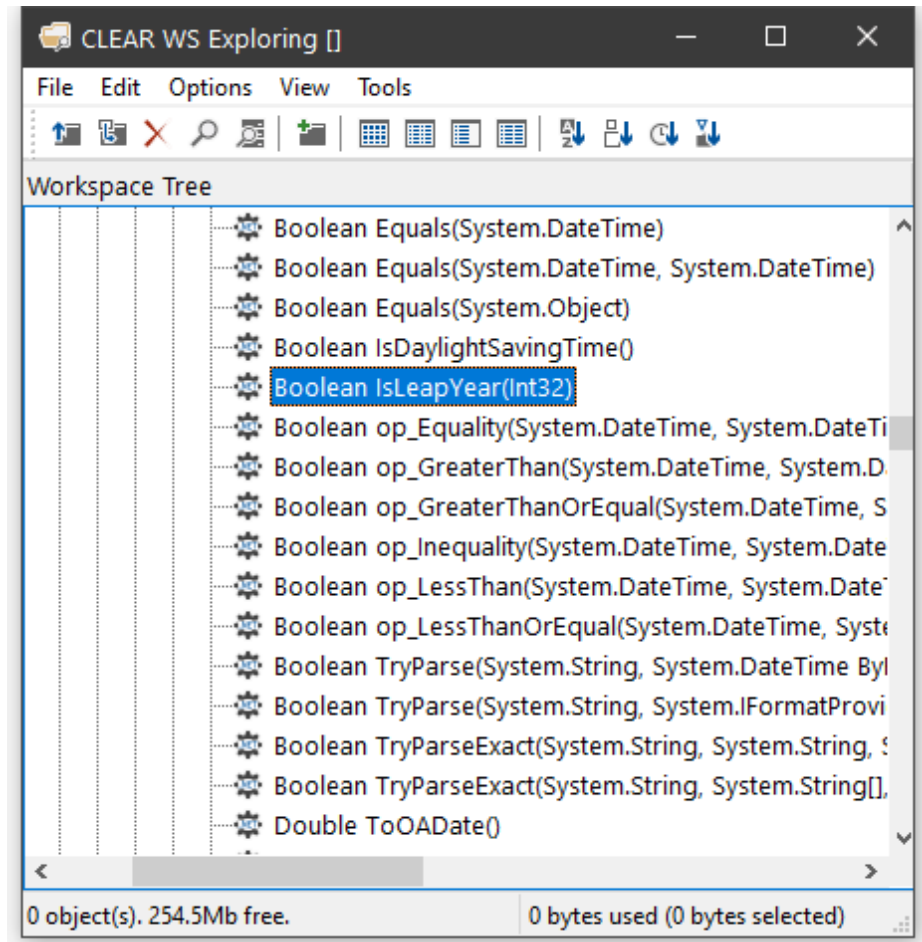 CLEAR WS Exploring []
File Edit Options View Tools
Workspace Tree
Boolean Equals(System.DateTime)
Boolean Equals(System.DateTime, System.DateTime)
Boolean Equals(System.Object)
Boolean IsDaylightSavingTime()
Boolean IsLeapYear(Int32)
Boolean op_Equality(System.DateTime, System.DateTi
Boolean op_GreaterThan(System.DateTime, System.D
Boolean op_GreaterThanOrEqual(System.DateTime, S
Boolean op_Inequality(System.DateTime, System.Date
Boolean op_LessThan(System.DateTime, System.Date
Boolean op_LessThanOrEqual(System.DateTime, Syste
Boolean TryParse(System.String, System.DateTime By
Boolean TryParse(System.String, System.IFormatProvi
Boolean TryParseExact(System.String, System.String,
Boolean TryParseExact(System.String, System.String[],
Double ToOADate()
0 object(s). 254.5Mb free. 0 bytes used (0 bytes selected)